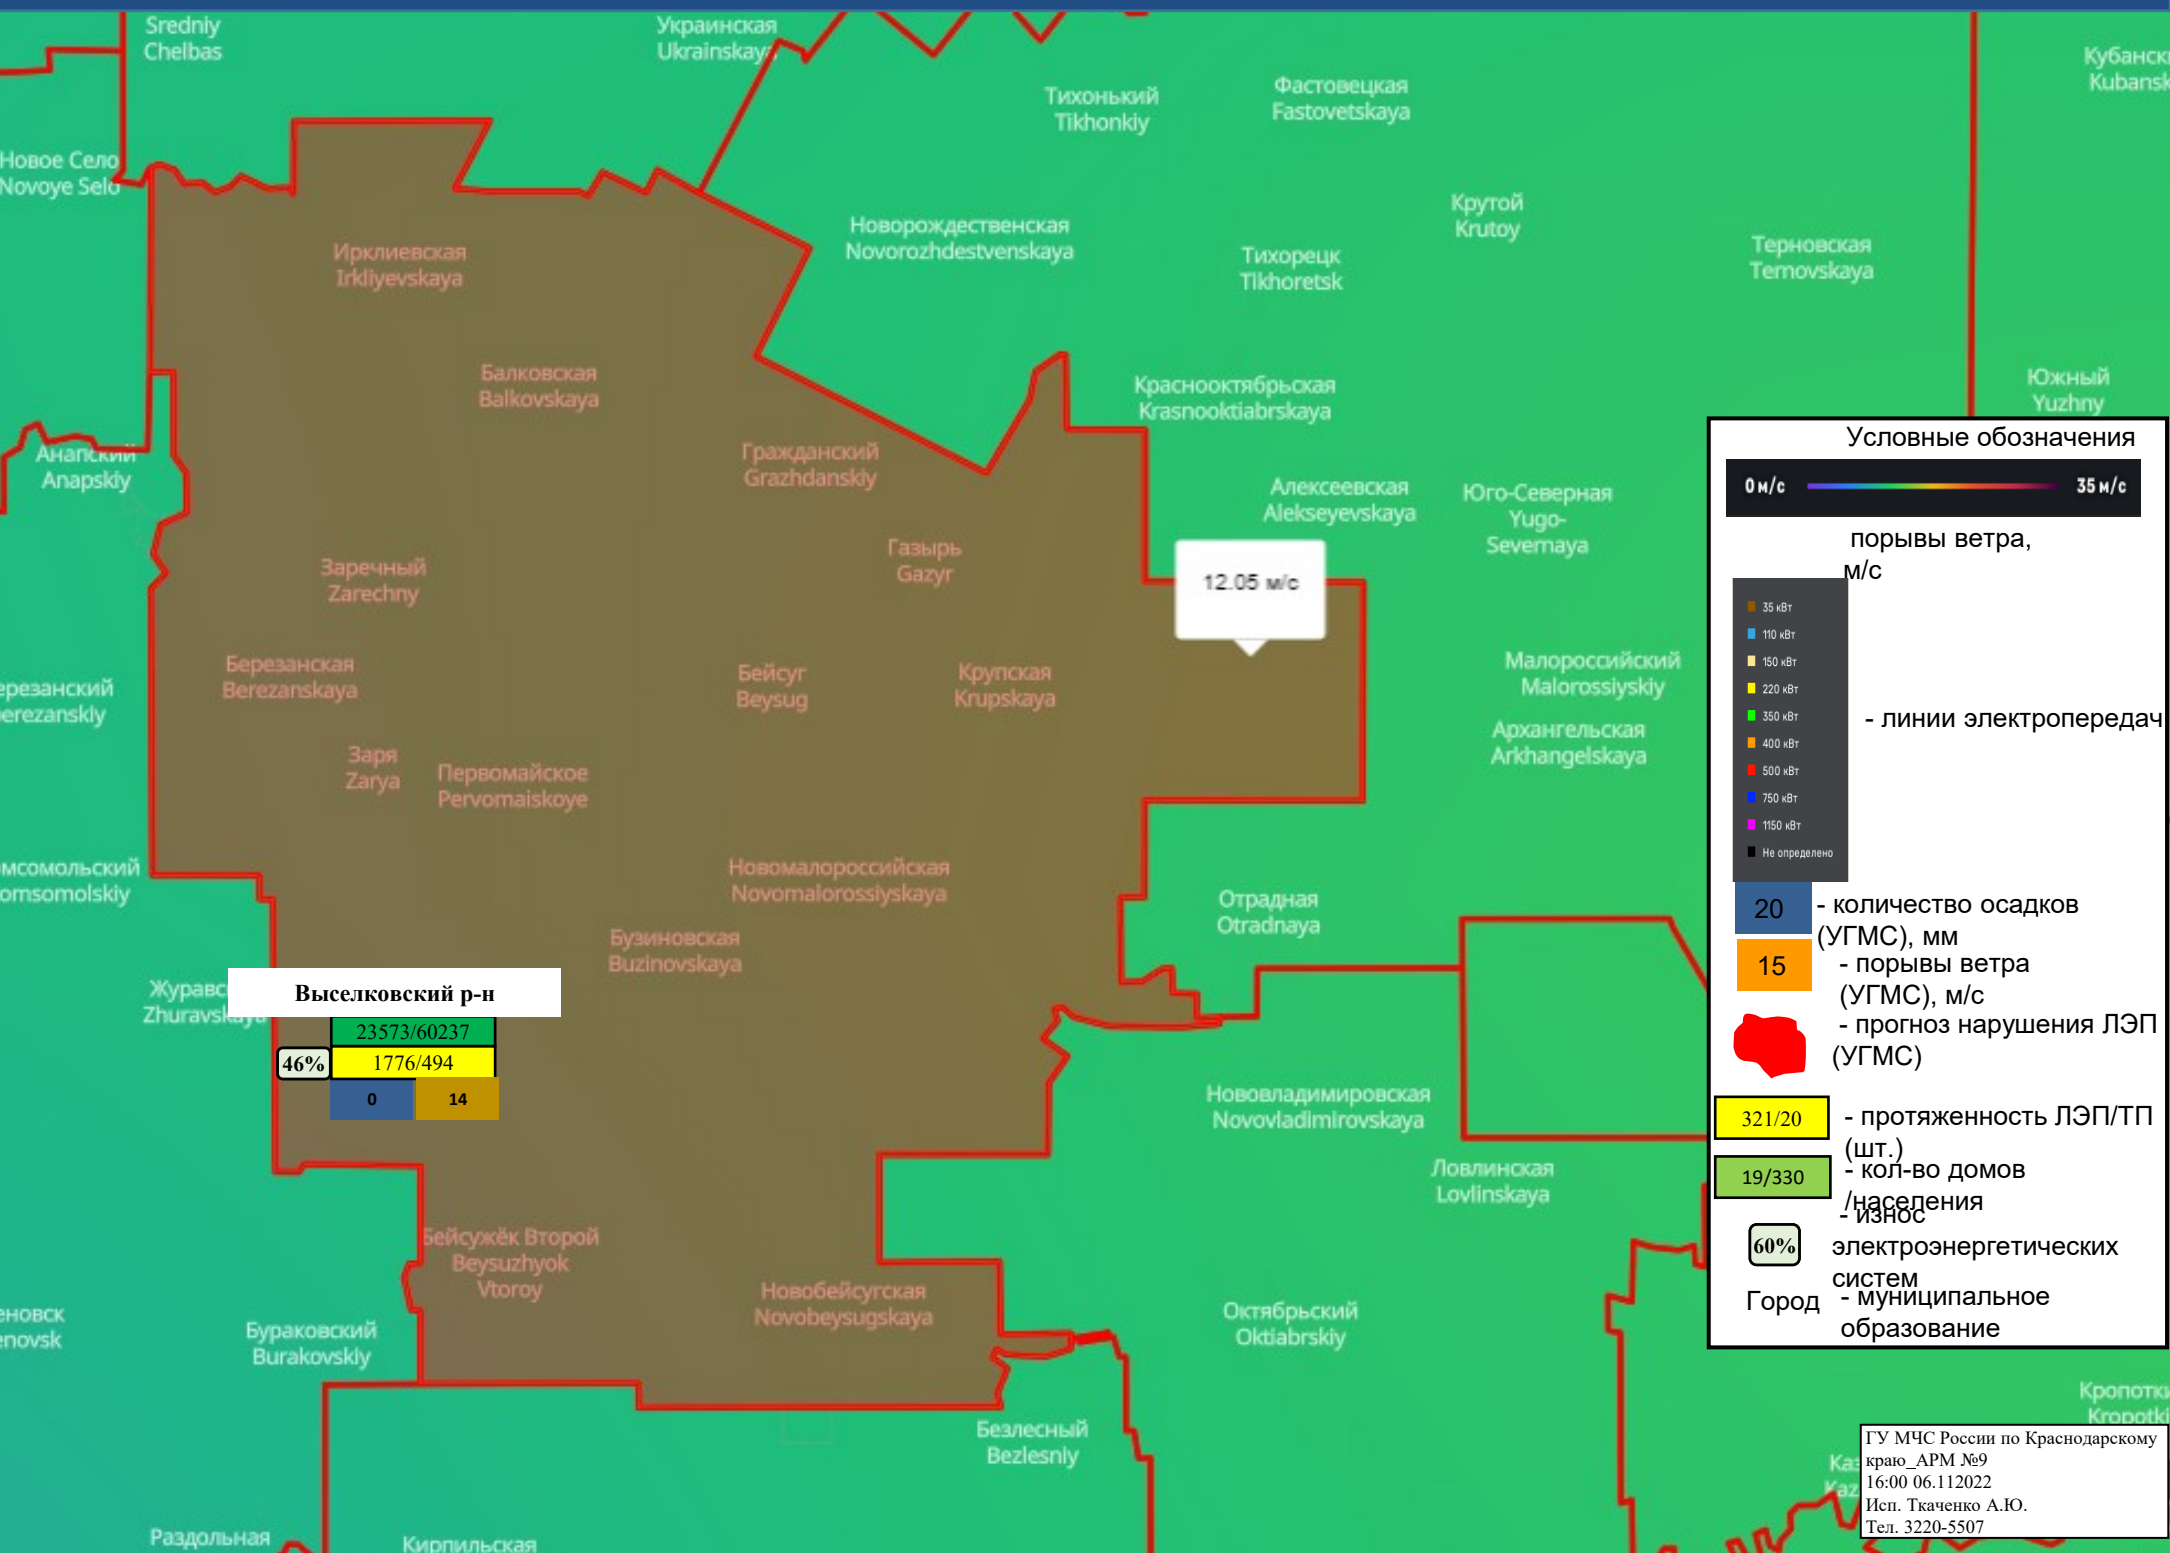 Sredniy
Chelbas
Украинская
Ukrainskaya
Тихонький
Tikhonkiy
Фастовецкая
Fastovetskaya
Новое Село
Novoye Selo
Ирклиевская
Irkliyevskaya
Новорождественская
Novorozhdestvenskaya
Тихорецк
Tikhoretsk
Крутой
Krutoy
Терновская
Ternovskaya
Балковская
Balkovskaya
Краснооктябрьская
Krasnooktiabrskaya
Южный
Yuzhny
Анапский
Anapskiy
Гражданский
Grazhdanskiy
Алексеевская
Alekseyevskaya
Юго-Северная
Yugo-
Severnaya
Газырь
Gazyr
12.05 м/с
Заречный
Zarechny
Березанская
Berezanskaya
Бейсуг
Beysug
Крупская
Krupskaya
Малороссийский
Malorossiyskiy
Архангельская
Arkhangelskaya
Заря
Zarya
Первомайское
Pervomaiskoye
Новомалороссийская
Novomalorossiyskaya
Отрадная
Otradnaya
Бузиновская
Buzinovskaya
Zhuravskaya
Выселковский р-н
23573/60237
46%
1776/494
0
14
Нововладимировская
Novovladimirovskaya
Ловлинская
Lovlinskaya
Бейсужёк Второй
Beysuzhyok
Vtoroy
Новобейсугская
Novobeysugskaya
Октябрьский
Oktiabrskiy
Бураковский
Burakovskiy
Безлесный
Bezlesniy
Раздольная
Кирпильская
Условные обозначения
0 м/с
35 м/с
порывы ветра,
м/с
35 кВт
110 кВт
150 кВт
220 кВт
350 кВт
400 кВт
500 кВт
750 кВт
1150 кВт
Не определено
- линии электропередач
20
- количество осадков
(УГМС), мм
15
- порывы ветра
(УГМС), м/с
- прогноз нарушения ЛЭП
(УГМС)
321/20
- протяженность ЛЭП/ТП
(шт.)
19/330
- кол-во домов
/населения
60%
- износ
электроэнергетических
систем
Город
- муниципальное
образование
ГУ МЧС России по Краснодарскому
краю_АРМ №9
16:00 06.112022
Исп. Ткаченко А.Ю.
Тел. 3220-5507